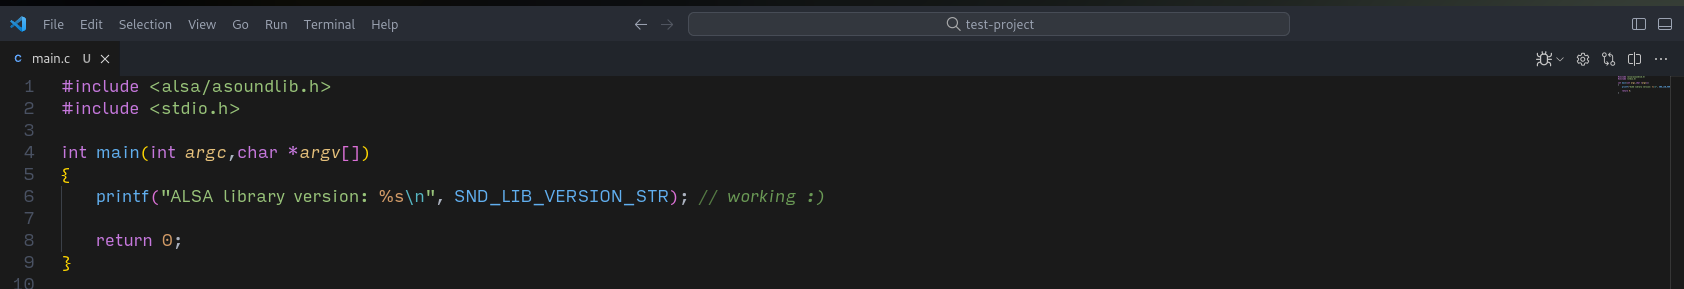 File Edit Selection View Go Run Terminal Help test-project
C main.c U
1 #include <alsa/asoundlib.h>
2 #include <stdio.h>
3
4 int main(int argc,char *argv[])
5 {
6 printf("ALSA library version: %s\n", SND_LIB_VERSION_STR); // working :)
7
8 return 0;
9 }
10